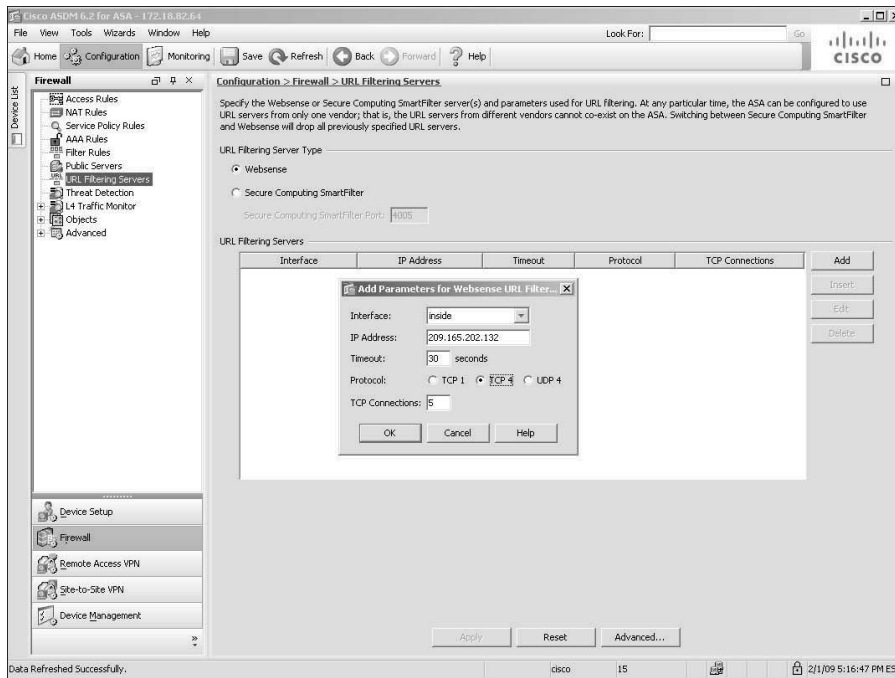 Cisco ASDM 6.2 for ASA - 172.18.82.64
File View Tools Wizards Window Help
Look For:
Go
Home Configuration Monitoring Save Refresh Back Forward Help
CISCO
Device List
Firewall
Access Rules
NAT Rules
Service Policy Rules
AAA Rules
Filter Rules
Public Servers
URL Filtering Servers
Threat Detection
L4 Traffic Monitor
Objects
Advanced
Device Setup
Firewall
Remote Access VPN
Site-to-Site VPN
Device Management
Configuration > Firewall > URL Filtering Servers
Specify the Websense or Secure Computing SmartFilter server(s) and parameters used for URL filtering. At any particular time, the ASA can be configured to use
URL servers from only one vendor; that is, the URL servers from different vendors cannot co-exist on the ASA. Switching between Secure Computing SmartFilter
and Websense will drop all previously specified URL servers.
URL Filtering Server Type
Websense
Secure Computing SmartFilter
Secure Computing SmartFilter Port: 4005
URL Filtering Servers
Interface IP Address Timeout Protocol TCP Connections
Add
Insert
Edit
Delete
Add Parameters for Websense URL Filter...
Interface: inside
IP Address: 209.165.202.132
Timeout: 30 seconds
Protocol: TCP 1 TCP 4 UDP 4
TCP Connections: 5
OK Cancel Help
Apply Reset Advanced...
Data Refreshed Successfully.
cisco 15 2/1/09 5:16:47 PM ES